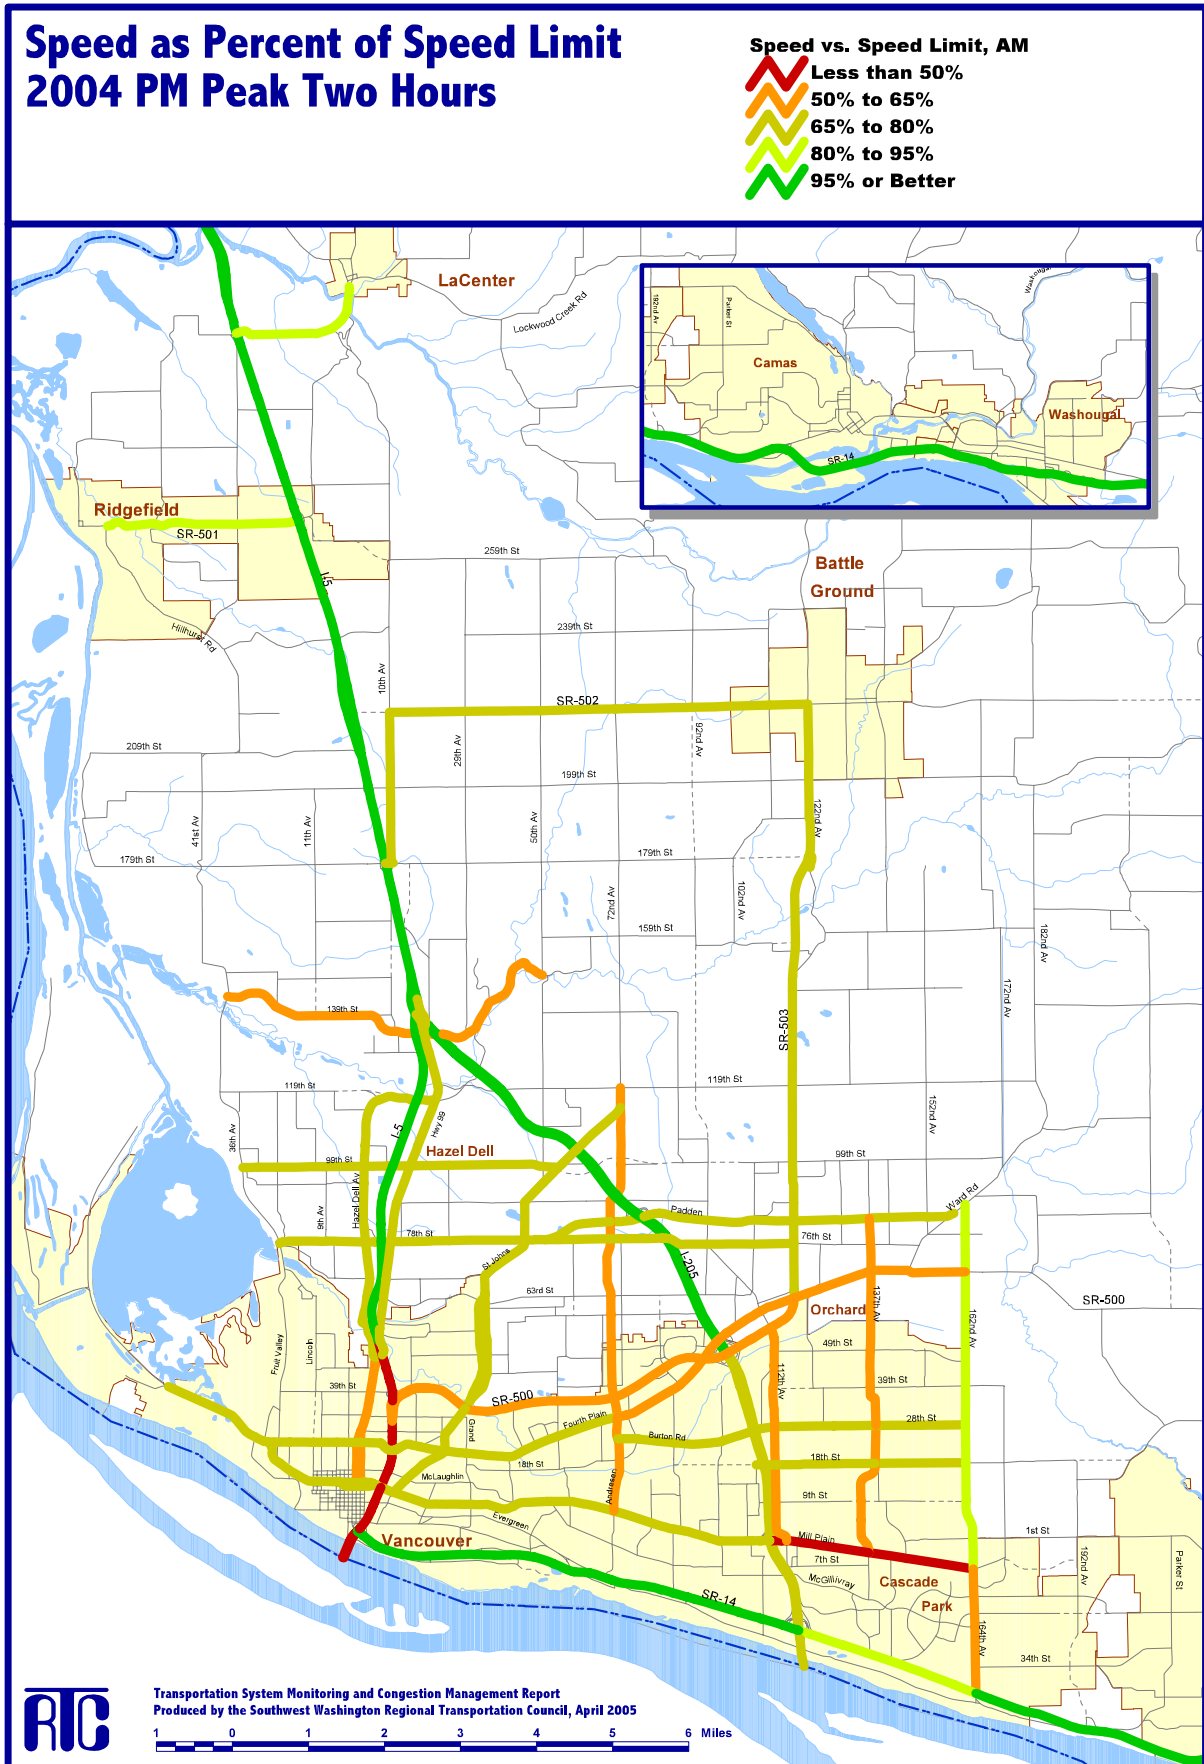 Speed as Percent of Speed Limit
2004 PM Peak Two Hours
Speed vs. Speed Limit, AM
Less than 50%
50% to 65%
65% to 80%
80% to 95%
95% or Better
LaCenter
Lockwood Creek Rd
192nd Av
Parker St
Camas
Washougal
SR-14
Ridgefield
SR-501
I-5
Hillhurst Rd
259th St
Battle
Ground
239th St
10th Av
SR-502
29th Av
92nd Av
209th St
199th St
41st Av
11th Av
50th Av
122nd Av
179th St
179th St
72nd Av
102nd Av
159th St
182nd Av
172nd Av
139th St
SR-503
119th St
119th St
36th Av
I-5
Hwy 99
152nd Av
Hazel Dell
99th St
99th St
Hazel Dell Av
9th Av
Padden
Ward Rd
78th St
76th St
St Johns
I-205
63rd St
SR-500
Orchards
137th Av
162nd Av
Fruit Valley
Lincoln
49th St
39th St
112th Av
39th St
SR-500
Grand
Fourth Plain
28th St
Burton Rd
18th St
18th St
McLaughlin
Andresen
9th St
Evergreen
Vancouver
Mill Plain
1st St
7th St
McGillivray
Cascade
Park
192nd Av
Parker St
SR-14
164th Av
34th St
RTC
Transportation System Monitoring and Congestion Management Report
Produced by the Southwest Washington Regional Transportation Council, April 2005
1 0 1 2 3 4 5 6 Miles